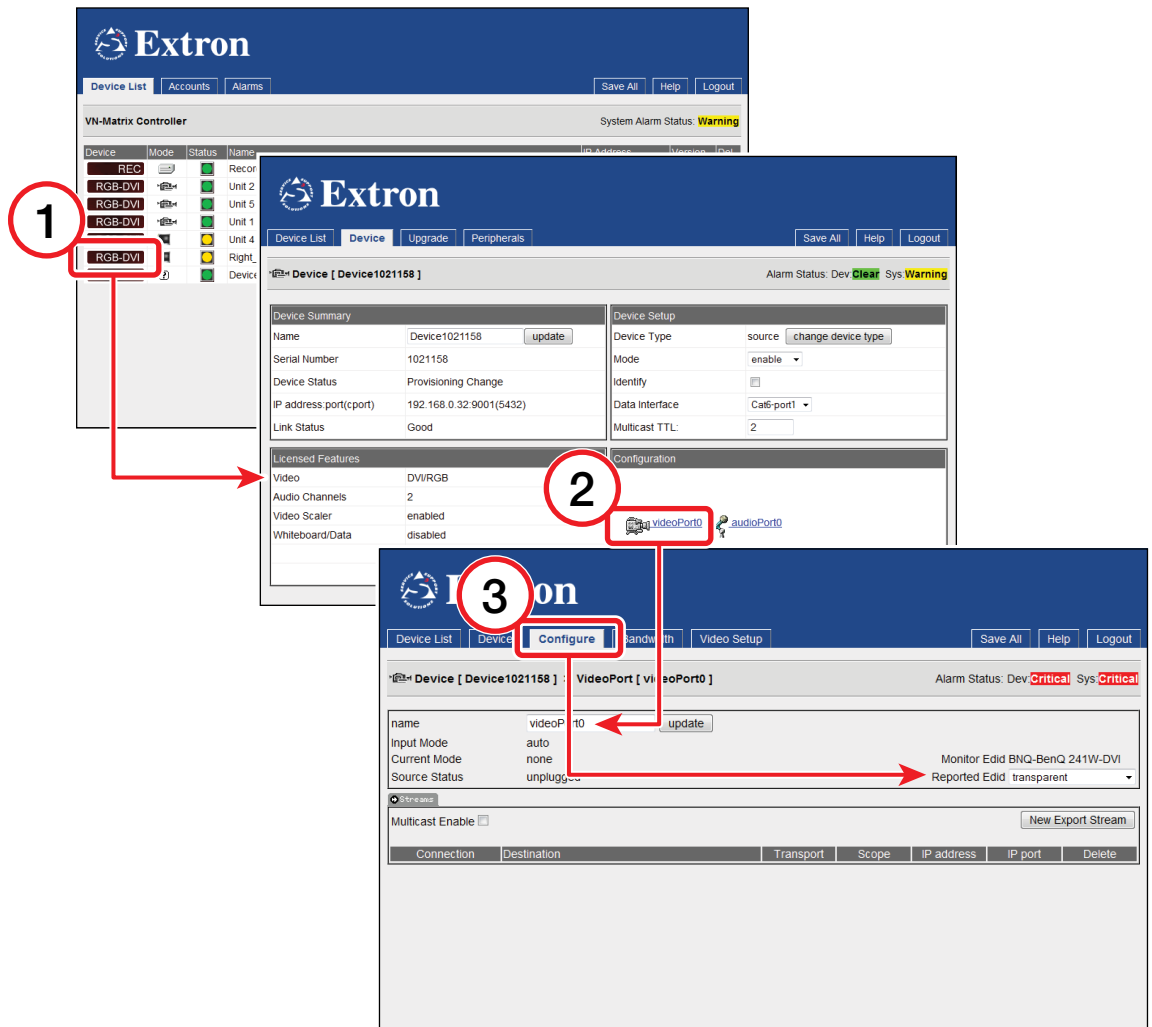 Extron
Device List Accounts Alarms Save All Help Logout
VN-Matrix Controller System Alarm Status: Warning
Device Mode Status Name IP Address Version Del
REC Recor
RGB-DVI Unit 2
RGB-DVI Unit 5
RGB-DVI Unit 1
Unit 4
RGB-DVI Right_
Device
1
Extron
Device List Device Upgrade Peripherals Save All Help Logout
Device [ Device1021158 ] Alarm Status: Dev:Clear Sys:Warning
Device Summary
Name Device1021158 update
Serial Number 1021158
Device Status Provisioning Change
IP address:port(cport) 192.168.0.32:9001(5432)
Link Status Good
Device Setup
Device Type source change device type
Mode enable
Identify
Data Interface Cat6-port1
Multicast TTL: 2
Licensed Features
Video DVI/RGB
Audio Channels 2
Video Scaler enabled
Whiteboard/Data disabled
Configuration
2
videoPort0 audioPort0
3
Device List Device Configure Bandwidth Video Setup Save All Help Logout
Device [ Device1021158 ] : VideoPort [ videoPort0 ] Alarm Status: Dev:Critical Sys:Critical
name videoPort0 update
Input Mode auto
Current Mode none Monitor Edid BNQ-BenQ 241W-DVI
Source Status unplugged Reported Edid transparent
Streams
Multicast Enable New Export Stream
Connection Destination Transport Scope IP address IP port Delete